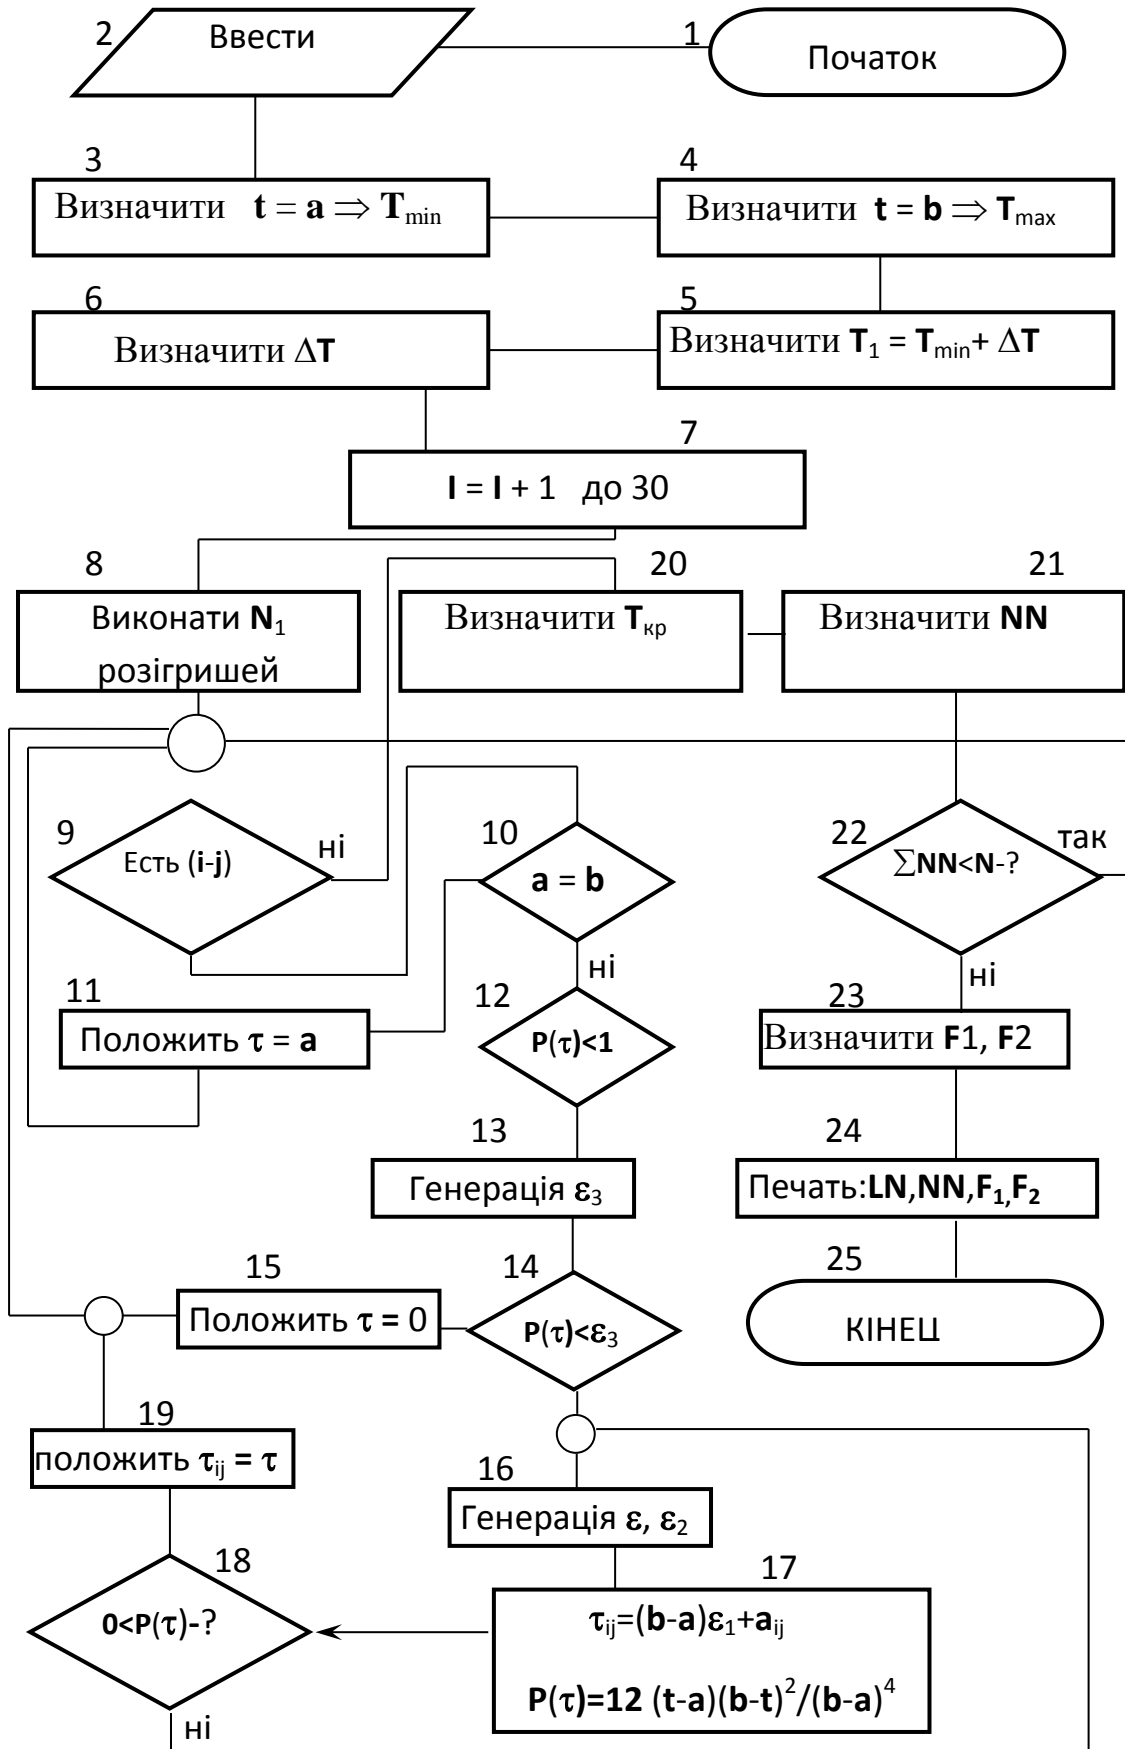 2
Ввести
1
Початок
3
Визначити t = a ⇒ Tmin
4
Визначити t = b ⇒ Tmax
6
Визначити ΔT
5
Визначити T1 = Tmin+ ΔT
7
I = I + 1 до 30
8
Виконати N1
розігришей
20
Визначити Tкр
21
Визначити NN
9
Есть (i-j)
ні
10
a = b
ні
22
∑NN<N-?
так
ні
11
Положить τ = a
12
P(τ)<1
23
Визначити F1, F2
13
Генерація ε3
24
Печать:LN,NN,F1,F2
15
Положить τ = 0
14
P(τ)<ε3
25
КІНЕЦ
19
положить τij = τ
16
Генерація ε, ε2
18
0<P(τ)-?
ні
17
τij=(b-a)ε1+aij
P(τ)=12 (t-a)(b-t)²/(b-a)⁴